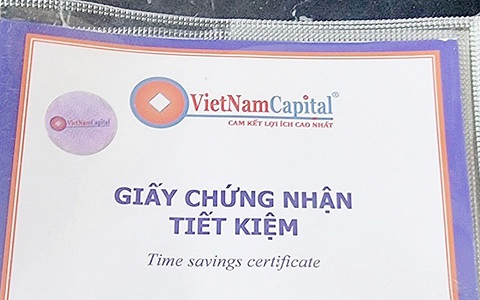 VietNamCapital®
CAM KẾT LỢI ÍCH CAO NHẤT
VietNamCapital
GIẤY CHỨNG NHẬN
TIẾT KIỆM
Time savings certificate